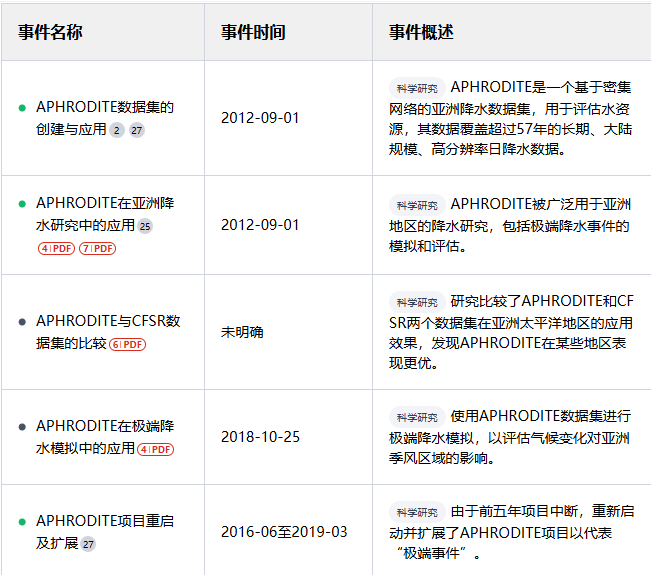 事件名称 事件时间 事件概述
APHRODITE数据集的
创建与应用 2 27
2012-09-01
科学研究 APHRODITE是一个基于密集
网络的亚洲降水数据集，用于评估水资
源，其数据覆盖超过57年的长期、大陆
规模、高分辨率日降水数据。
APHRODITE在亚洲降
水研究中的应用 25
4|PDF 7|PDF
2012-09-01
科学研究 APHRODITE被广泛用于亚洲
地区的降水研究，包括极端降水事件的
模拟和评估。
APHRODITE与CFSR数
据集的比较 6|PDF
未明确
科学研究 研究比较了APHRODITE和CF
SR两个数据集在亚洲太平洋地区的应用
效果，发现APHRODITE在某些地区表
现更优。
APHRODITE在极端降
水模拟中的应用 4|PDF
2018-10-25
科学研究 使用APHRODITE数据集进行
极端降水模拟，以评估气候变化对亚洲
季风区域的影响。
APHRODITE项目重启
及扩展 27
2016-06至2019-03
科学研究 由于前五年项目中断，重新启
动并扩展了APHRODITE项目以代表
“极端事件”。